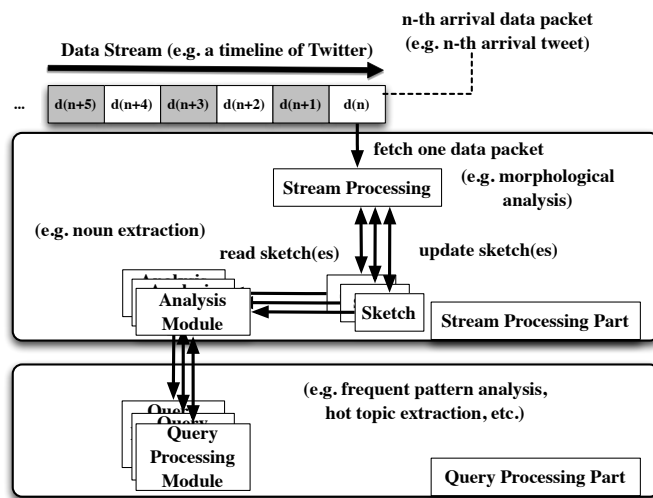 n-th arrival data packet
(e.g. n-th arrival tweet)
Data Stream (e.g. a timeline of Twitter)
... d(n+5) d(n+4) d(n+3) d(n+2) d(n+1) d(n)
fetch one data packet
Stream Processing
(e.g. morphological
analysis)
(e.g. noun extraction)
read sketch(es)
update sketch(es)
Analysis
Module
Sketch
Stream Processing Part
(e.g. frequent pattern analysis,
hot topic extraction, etc.)
Query
Query
Query
Processing
Module
Query Processing Part